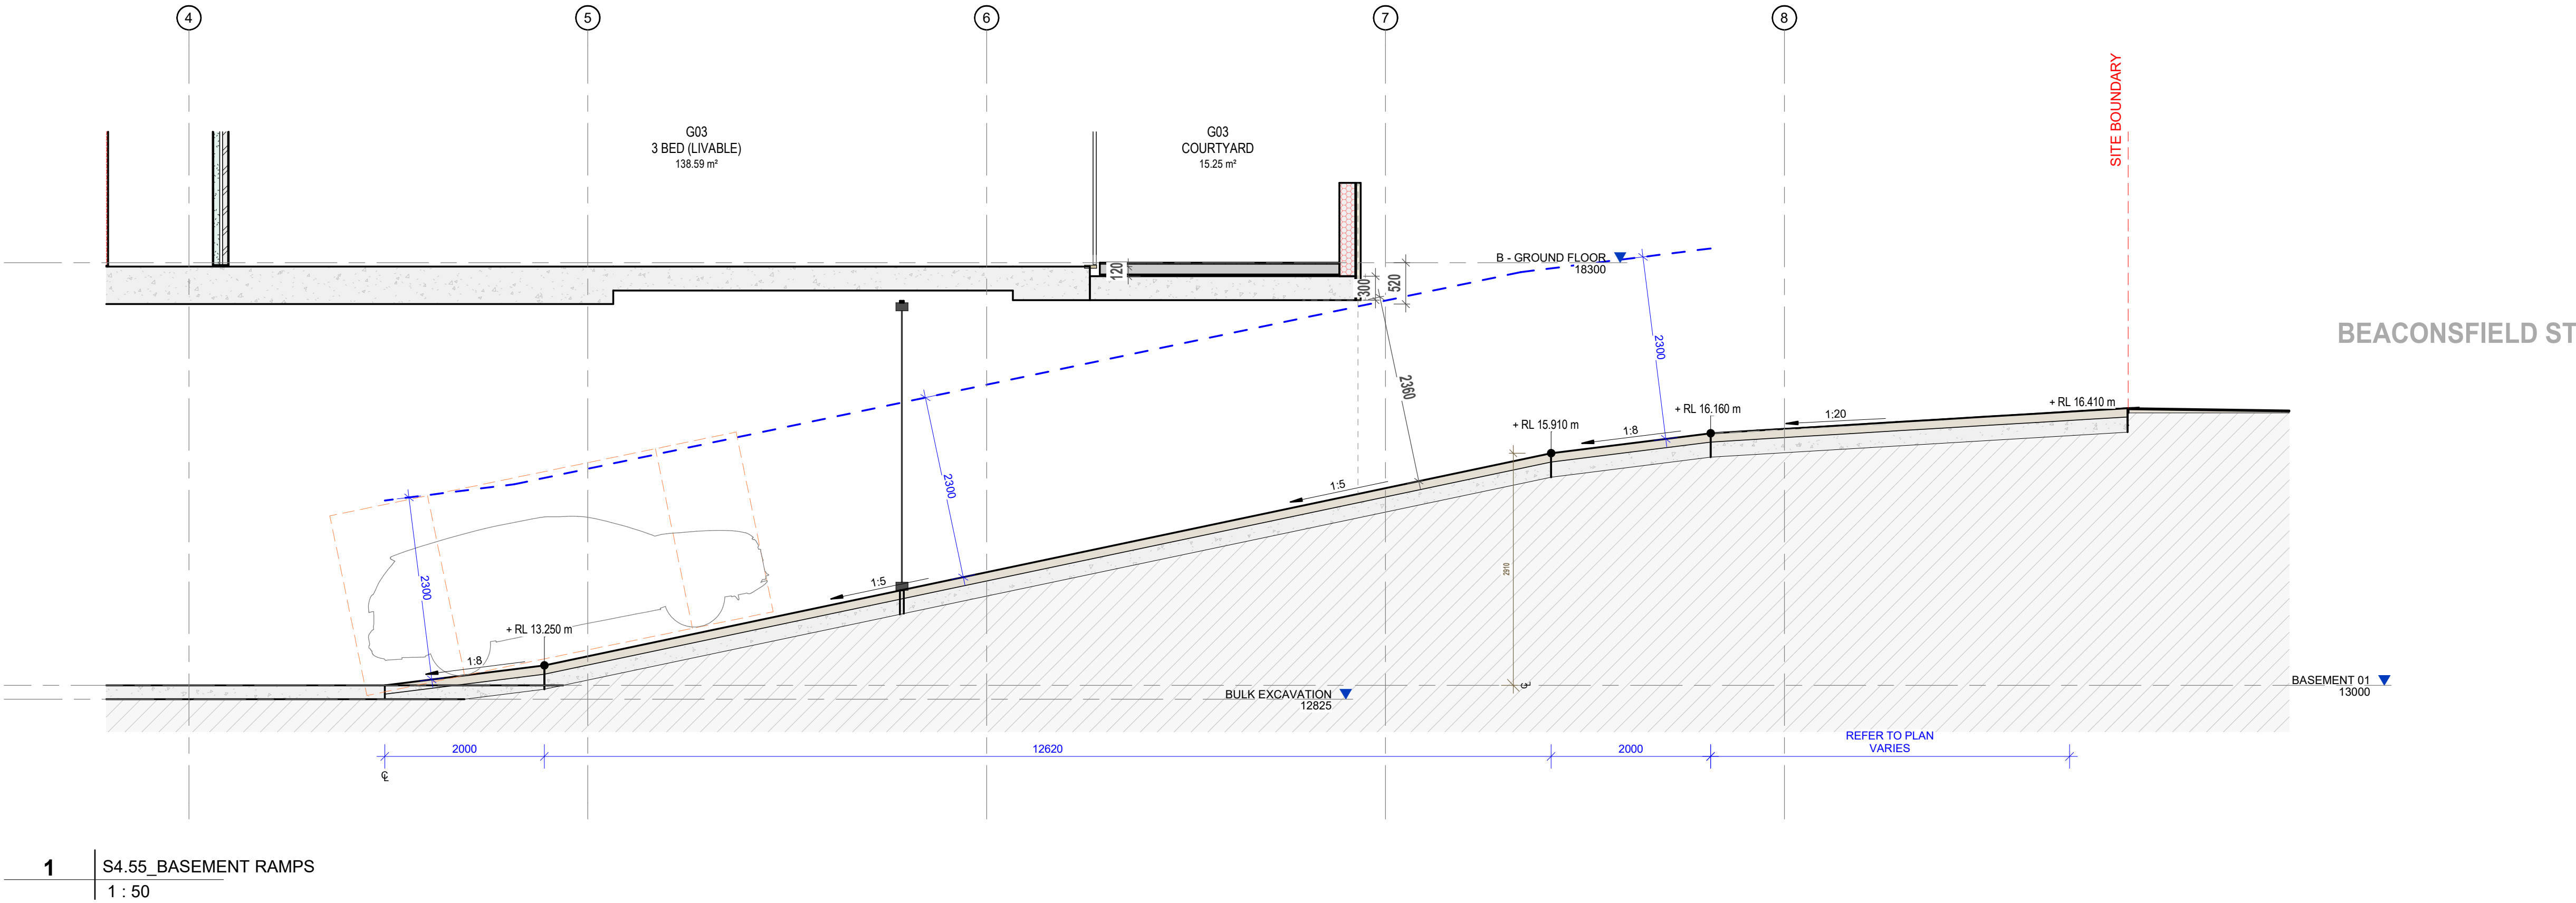 4
5
6
7
8
SITE BOUNDARY
G03
3 BED (LIVABLE)
138.59 m²
G03
COURTYARD
15.25 m²
B - GROUND FLOOR
18300
120
300
520
BEACONSFIELD ST
2300
2360
2300
2300
+ RL 16.410 m
+ RL 16.160 m
+ RL 15.910 m
1:20
1:8
1:5
1:5
2910
+ RL 13.250 m
1:8
BASEMENT 01
13000
BULK EXCAVATION
12825
2000
12620
2000
REFER TO PLAN
VARIES
1
S4.55_BASEMENT RAMPS
1 : 50